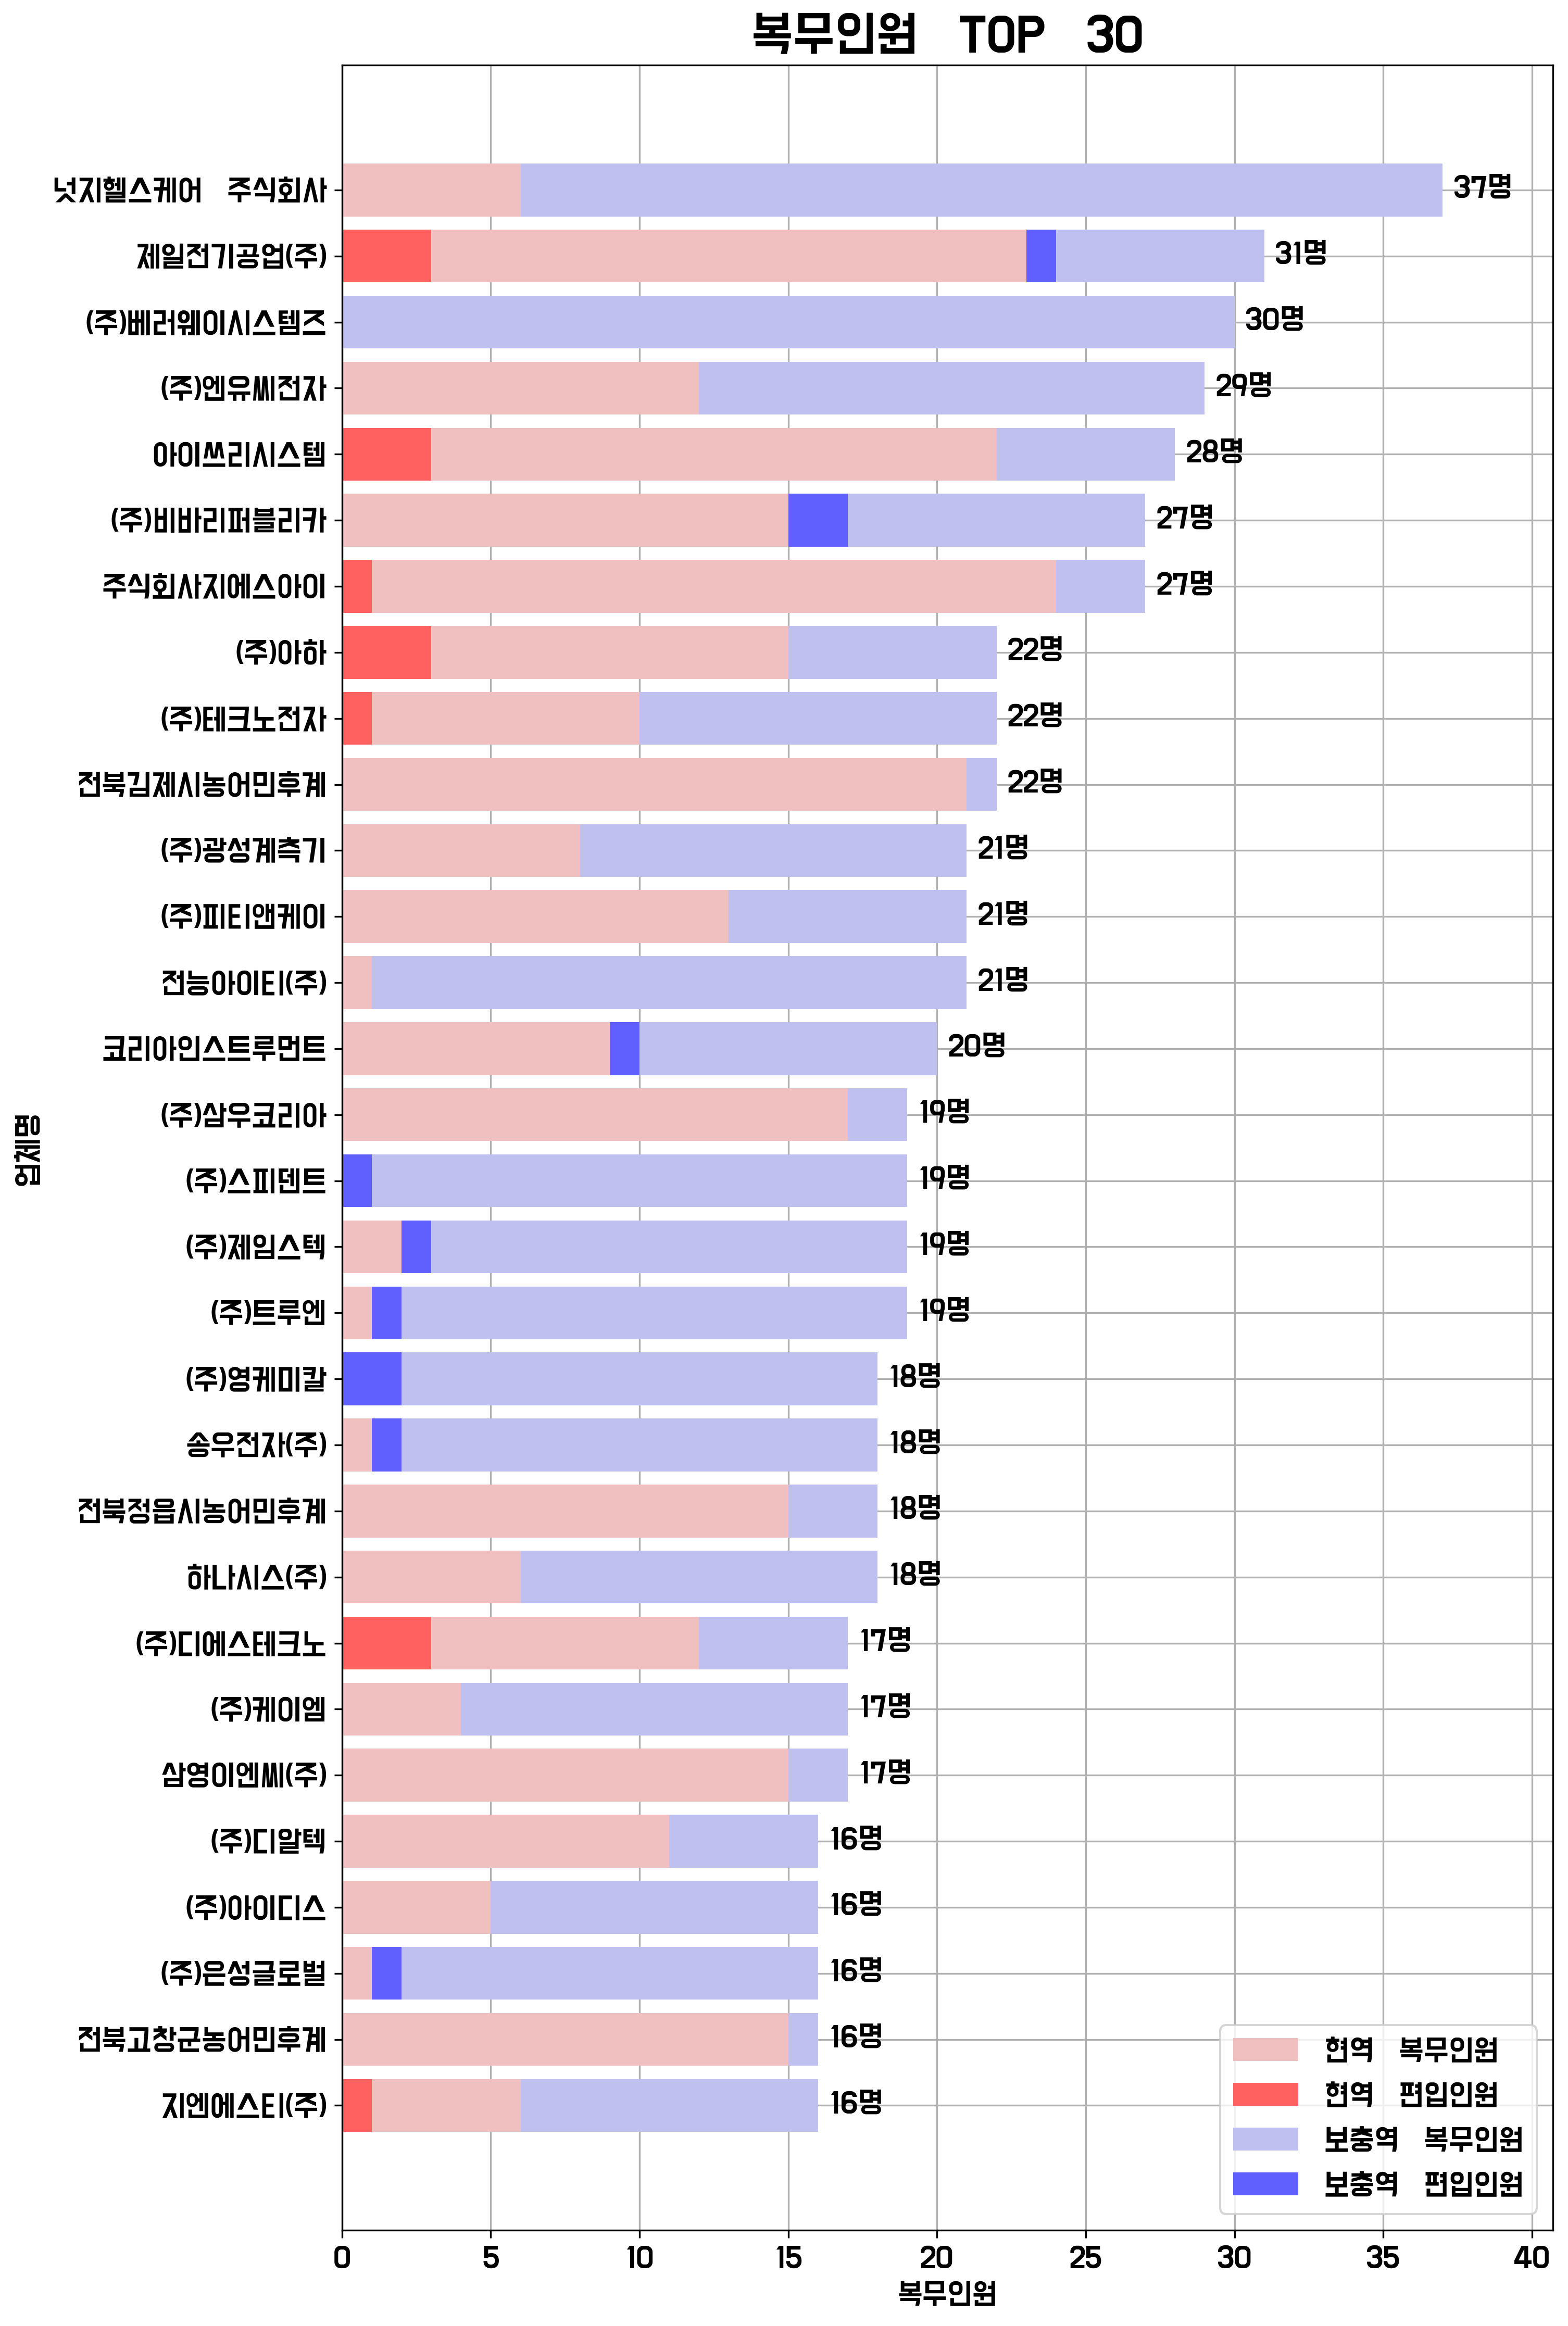 복무인원 TOP 30
넛지헬스케어 주식회사 37명
제일전기공업(주) 31명
(주)베러웨이시스템즈 30명
(주)엔유씨전자 29명
아이쓰리시스템 28명
(주)비바리퍼블리카 27명
주식회사지에스아이 27명
(주)아하 22명
(주)테크노전자 22명
전북김제시농어민후계 22명
(주)광성계측기 21명
(주)피티앤케이 21명
전능아이티(주) 21명
코리아인스트루먼트 20명
(주)삼우코리아 19명
(주)스피덴트 19명
(주)제임스텍 19명
(주)트루엔 19명
(주)영케미칼 18명
송우전자(주) 18명
전북정읍시농어민후계 18명
하나시스(주) 18명
(주)디에스테크노 17명
(주)케이엠 17명
삼영이엔씨(주) 17명
(주)디알텍 16명
(주)아이디스 16명
(주)은성글로벌 16명
전북고창군농어민후계 16명
지엔에스티(주) 16명
업체명
현역 복무인원
현역 편입인원
보충역 복무인원
보충역 편입인원
0 5 10 15 20 25 30 35 40
복무인원